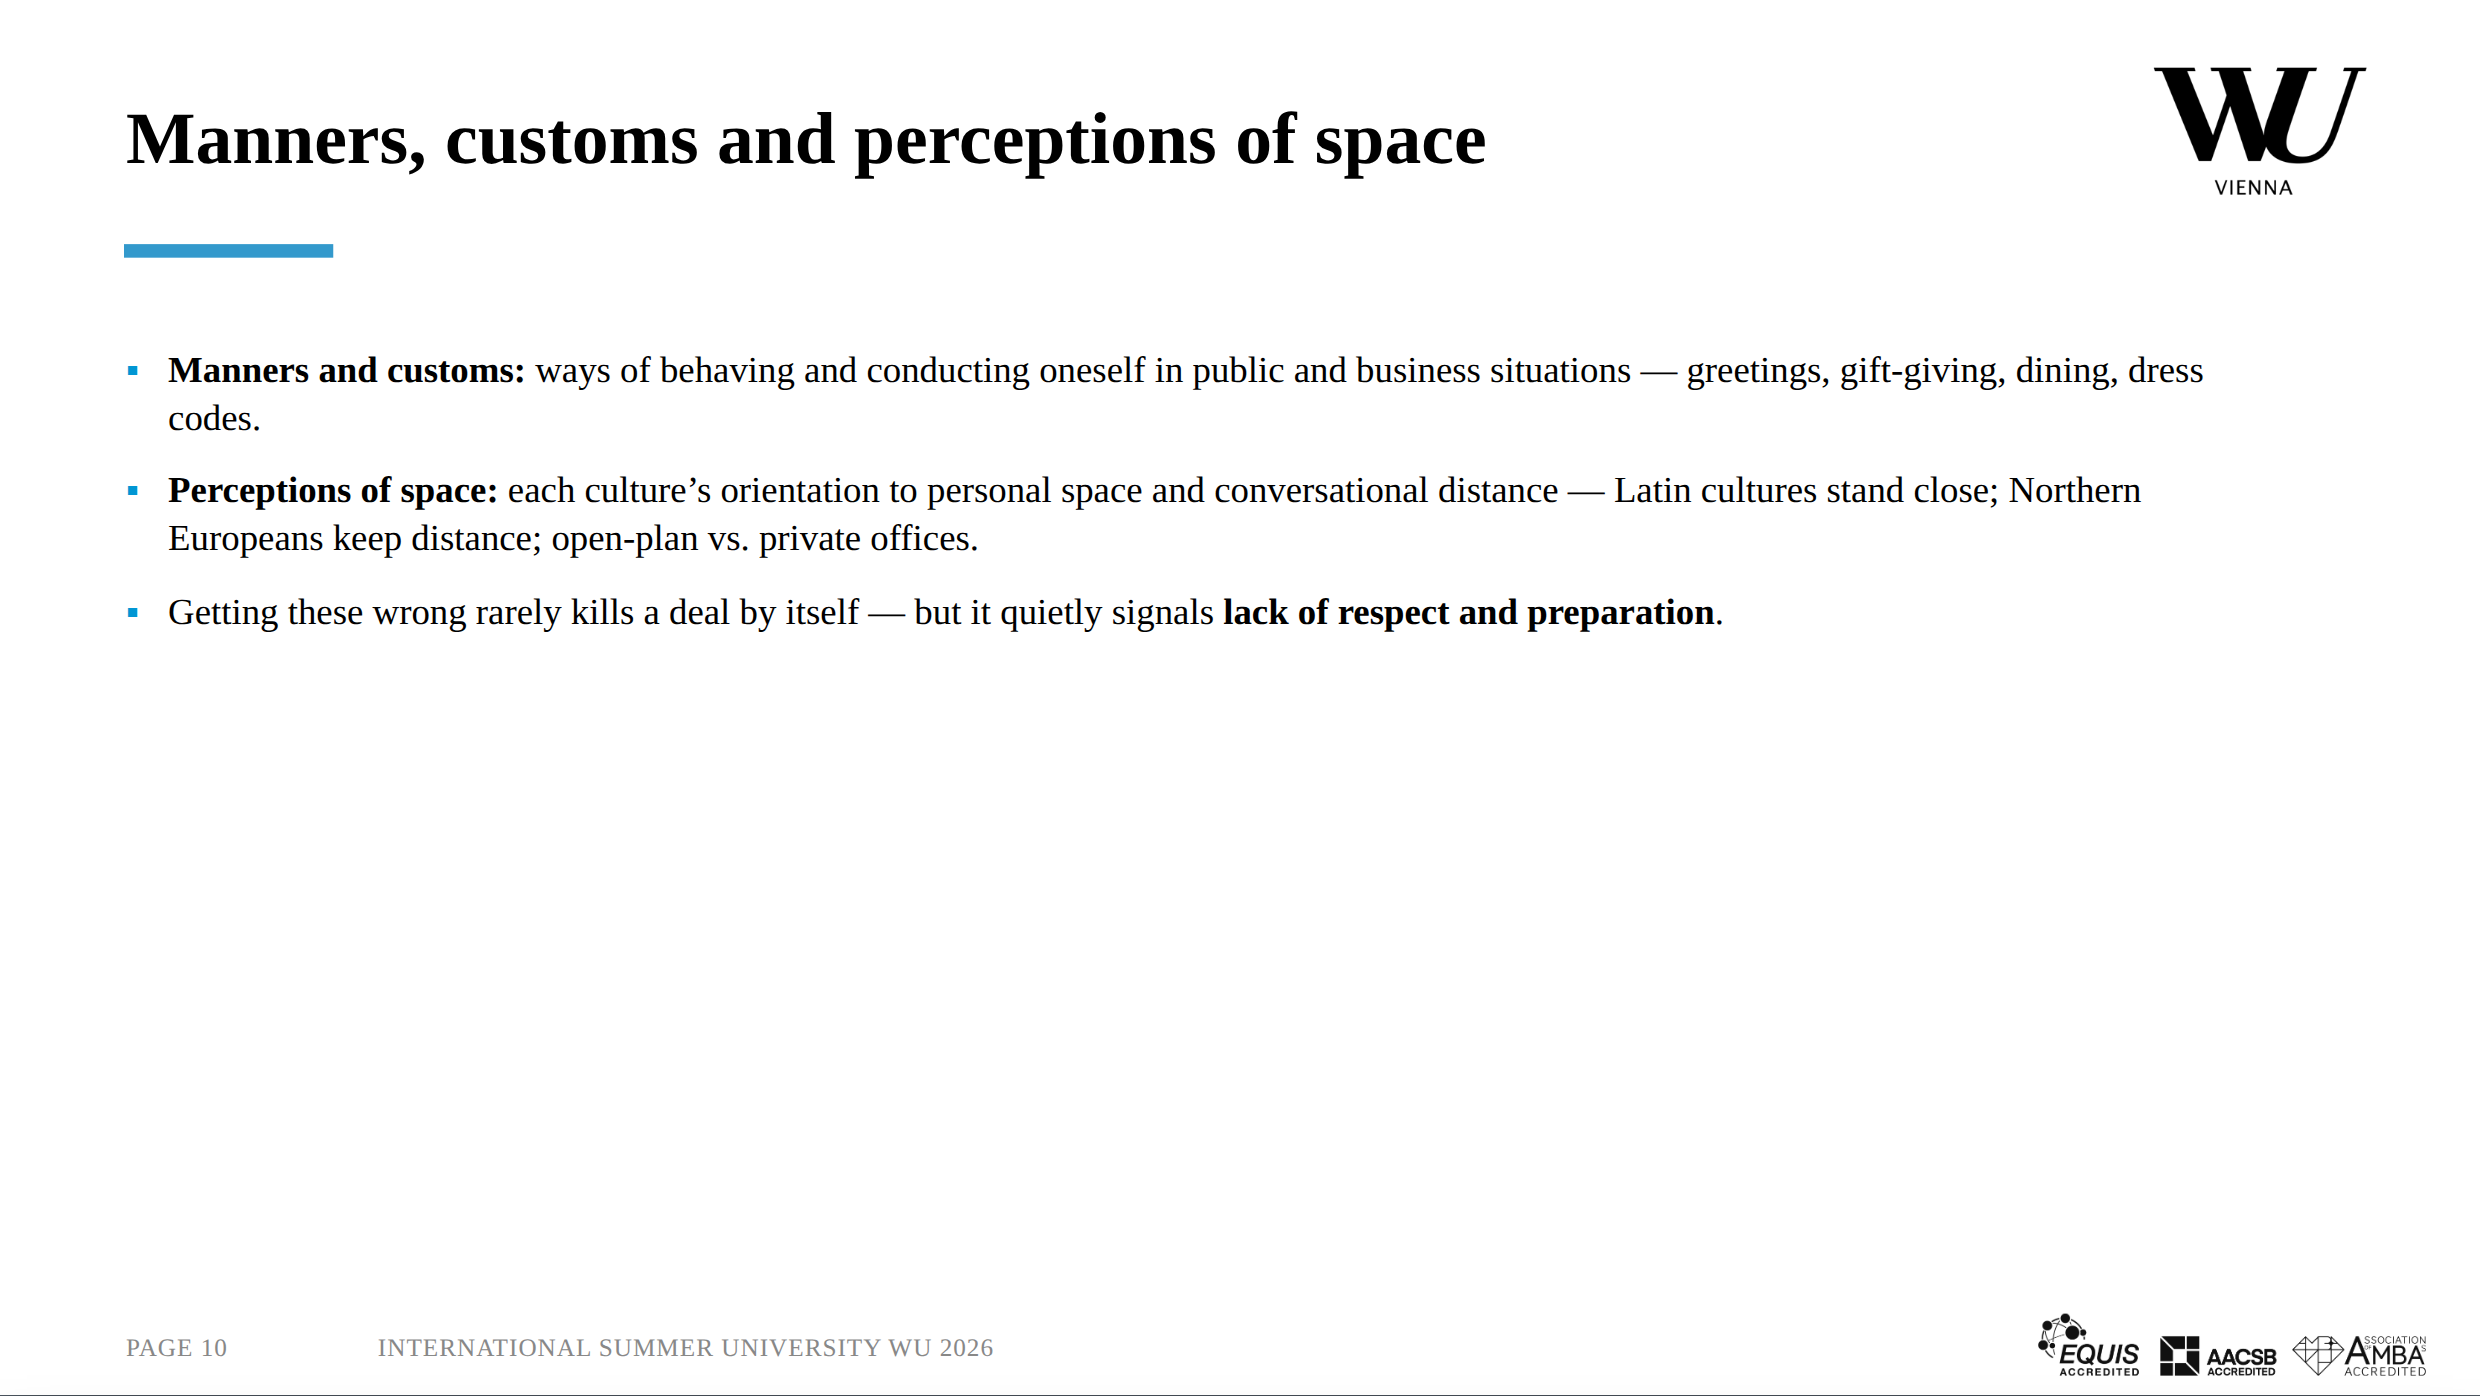 Manners, customs and perceptions of space
WU
VIENNA
▪ Manners and customs: ways of behaving and conducting oneself in public and business situations — greetings, gift-giving, dining, dress
codes.
▪ Perceptions of space: each culture’s orientation to personal space and conversational distance — Latin cultures stand close; Northern
Europeans keep distance; open-plan vs. private offices.
▪ Getting these wrong rarely kills a deal by itself — but it quietly signals lack of respect and preparation.
PAGE 10
INTERNATIONAL SUMMER UNIVERSITY WU 2026
EQUIS
ACCREDITED
AACSB
ACCREDITED
ASSOCIATION
OF
AMBAS
ACCREDITED